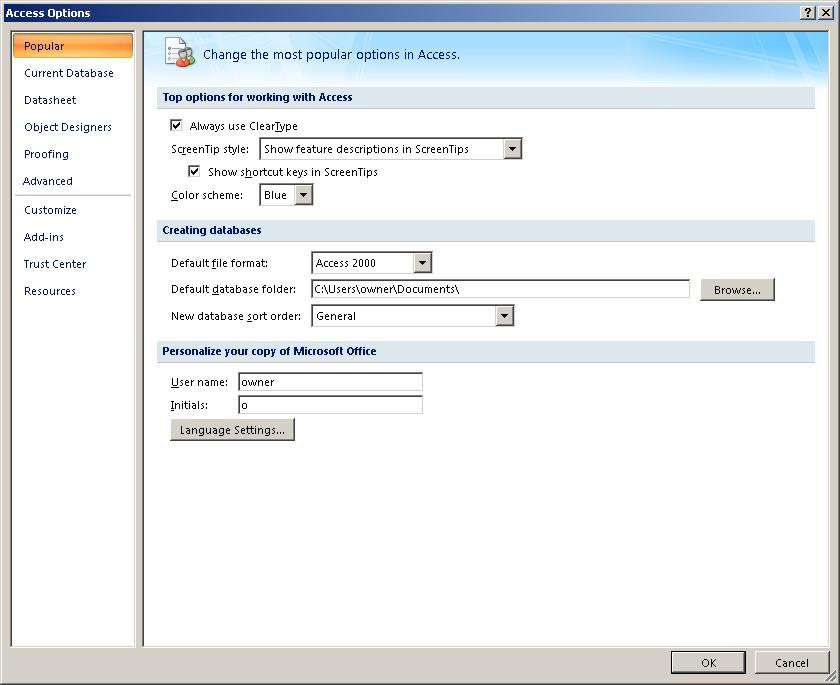 Access Options
Popular
Current Database
Datasheet
Object Designers
Proofing
Advanced
Customize
Add-ins
Trust Center
Resources
Change the most popular options in Access.
Top options for working with Access
Always use ClearType
ScreenTip style: Show feature descriptions in ScreenTips
Show shortcut keys in ScreenTips
Color scheme: Blue
Creating databases
Default file format: Access 2000
Default database folder: C:\Users\owner\Documents\ Browse...
New database sort order: General
Personalize your copy of Microsoft Office
User name: owner
Initials: o
Language Settings...
OK Cancel